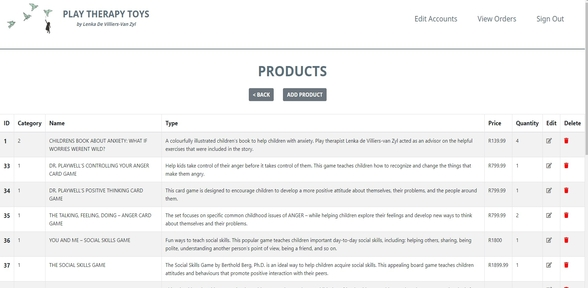 PLAY THERAPY TOYS
by Lenka De Villiers-Van Zyl
Edit Accounts View Orders Sign Out
PRODUCTS
< BACK ADD PRODUCT
ID Category Name Type Price Quantity Edit Delete
1 2 CHILDRENS BOOK ABOUT ANXIETY: WHAT IF A colourfully illustrated children's book to help children with anxiety. Play therapist Lenka de Villiers-van Zyl acted as an advisor on the helpful R139.99 4
WORRIES WERENT WILD? exercises that were included in the story.
33 1 DR. PLAYWELL'S CONTROLLING YOUR ANGER Help kids take control of their anger before it takes control of them. This game teaches children how to recognize and change the things that R799.99 1
CARD GAME make them angry.
34 1 DR. PLAYWELL'S POSITIVE THINKING CARD This card game is designed to encourage children to develop a more positive attitude about themselves, their problems, and the people around R799.99 1
GAME them.
35 1 THE TALKING, FEELING, DOING – ANGER CARD The set focuses on specific common childhood issues of ANGER – while helping children explore their feelings and develop new ways to think R799.99 2
GAME about themselves and their problems.
36 1 YOU AND ME – SOCIAL SKILLS GAME Fun ways to teach social skills. This popular game teaches children important day-to-day social skills, including: helping others, sharing, being R1800 1
polite, understanding another person's point of view, being a friend, and so on.
37 1 THE SOCIAL SKILLS GAME The Social Skills Game by Berthold Berg, Ph.D. is an ideal way to help children acquire social skills. This appealing board game teaches children R1899.99 1
attitudes and behaviours that promote positive interaction with their peers.